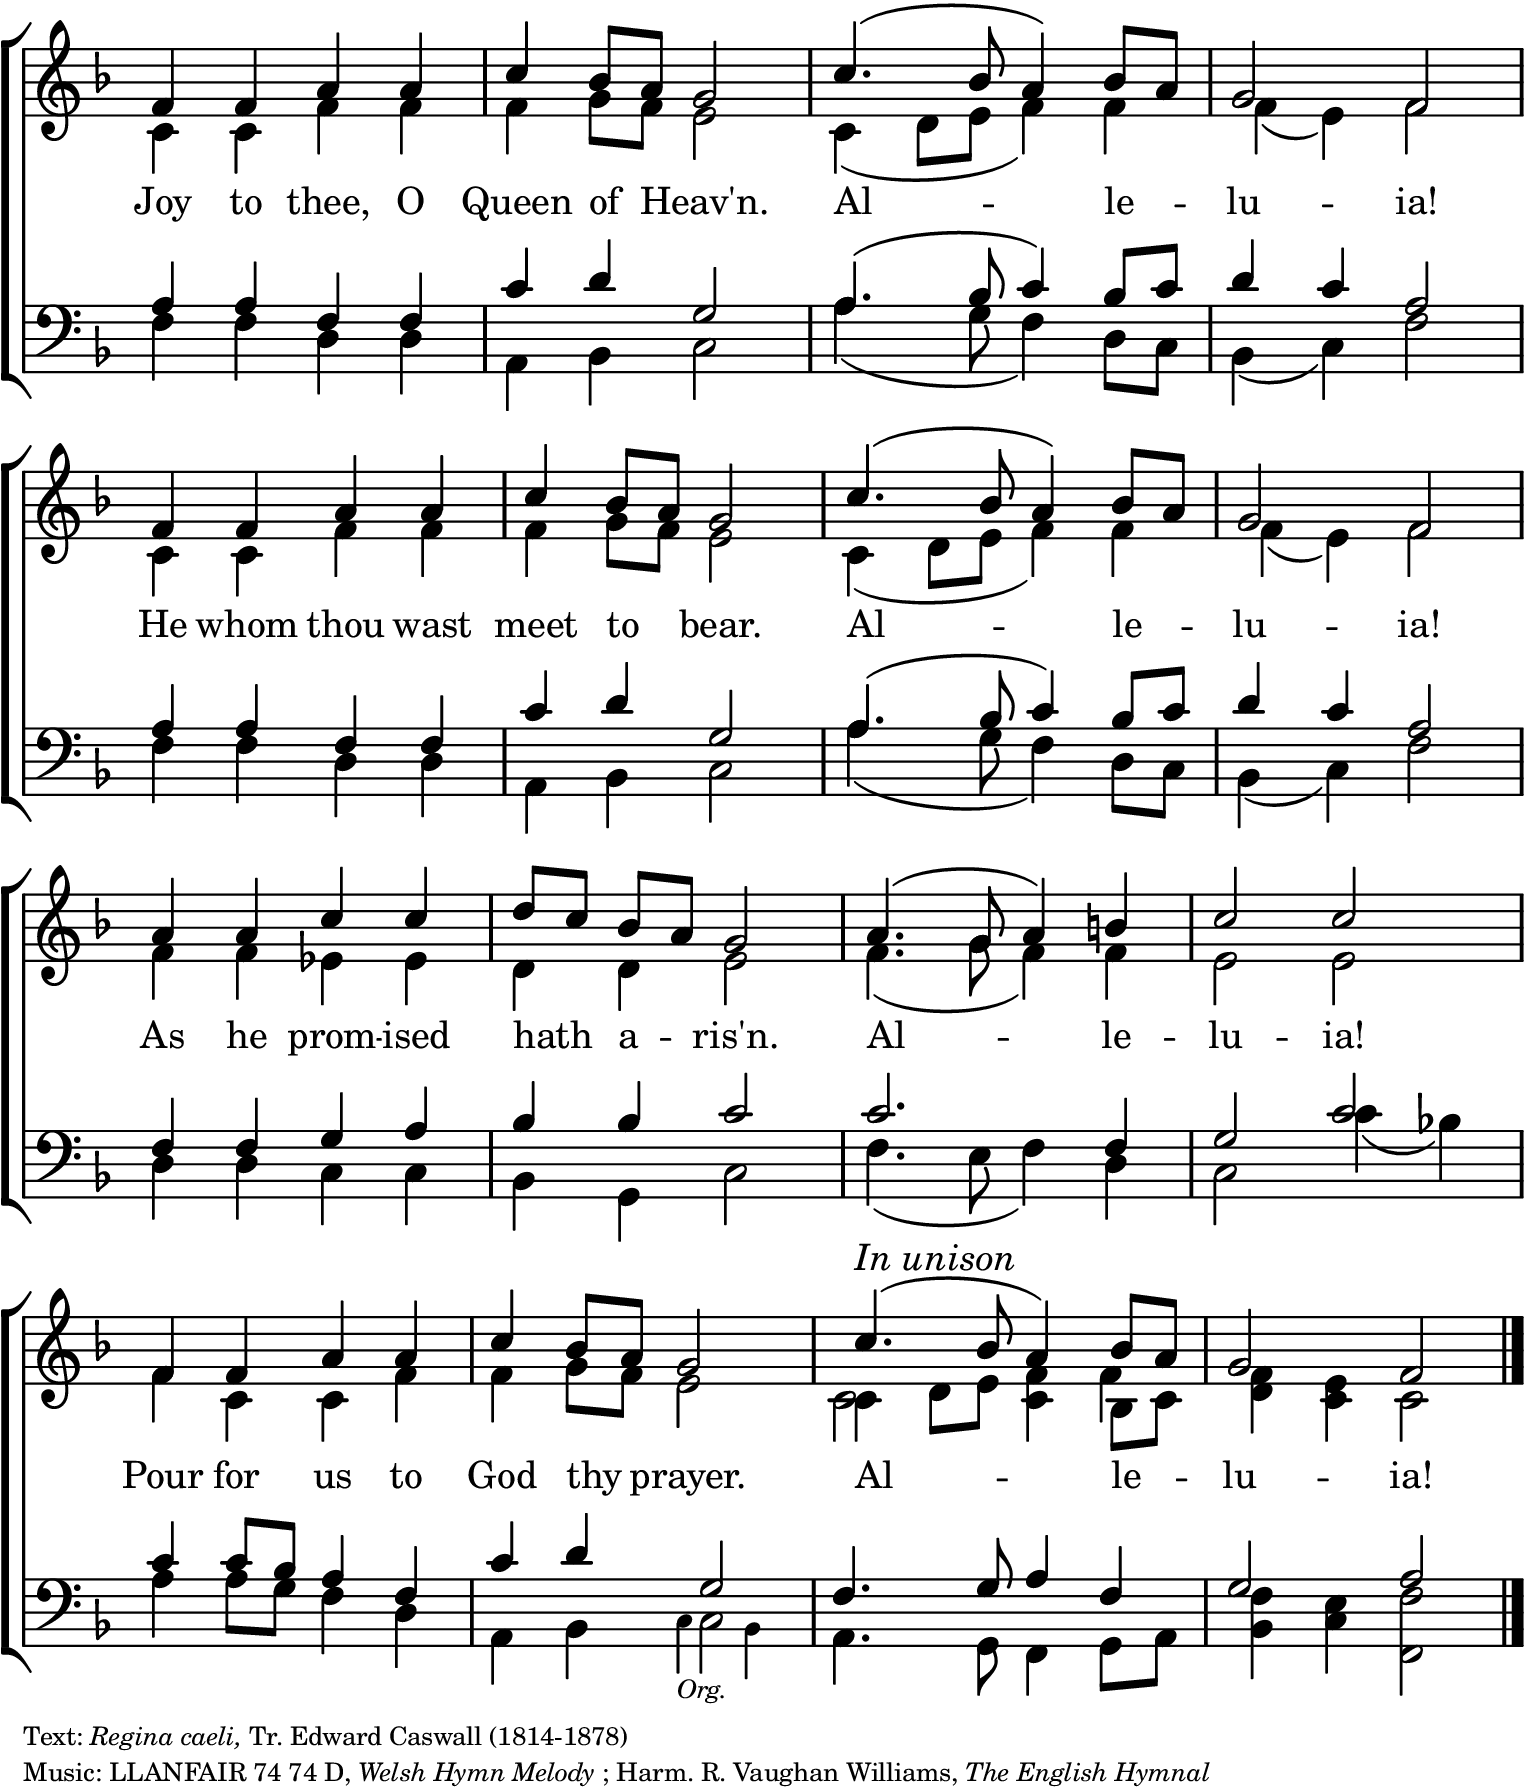 Joy to thee, O Queen of Heav'n. Al - le - lu - ia!
He whom thou wast meet to bear. Al - le - lu - ia!
As he prom - ised hath a - ris'n. Al - le - lu - ia!
In unison
Pour for us to God thy prayer. Al - le - lu - ia!
Org.
Text: Regina caeli, Tr. Edward Caswall (1814-1878)
Music: LLANFAIR 74 74 D, Welsh Hymn Melody ; Harm. R. Vaughan Williams, The English Hymnal